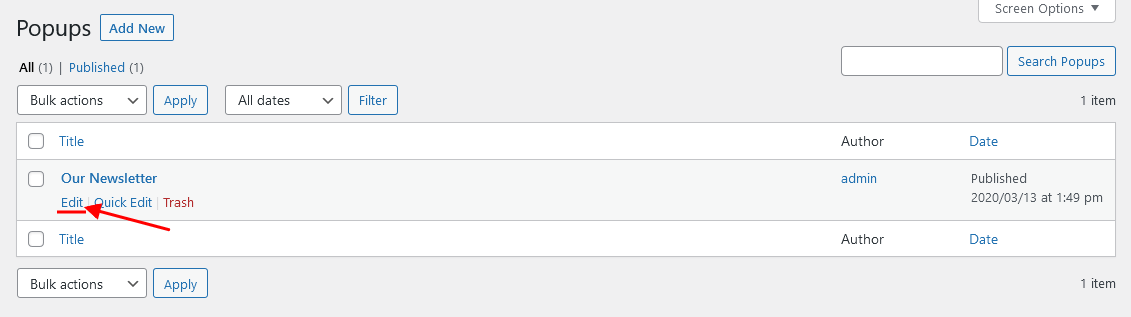 Screen Options
Popups Add New
All (1) | Published (1)
Search Popups
Bulk actions Apply All dates Filter 1 item
Title Author Date
Our Newsletter admin Published
Edit | Quick Edit | Trash 2020/03/13 at 1:49 pm
Title Author Date
Bulk actions Apply 1 item